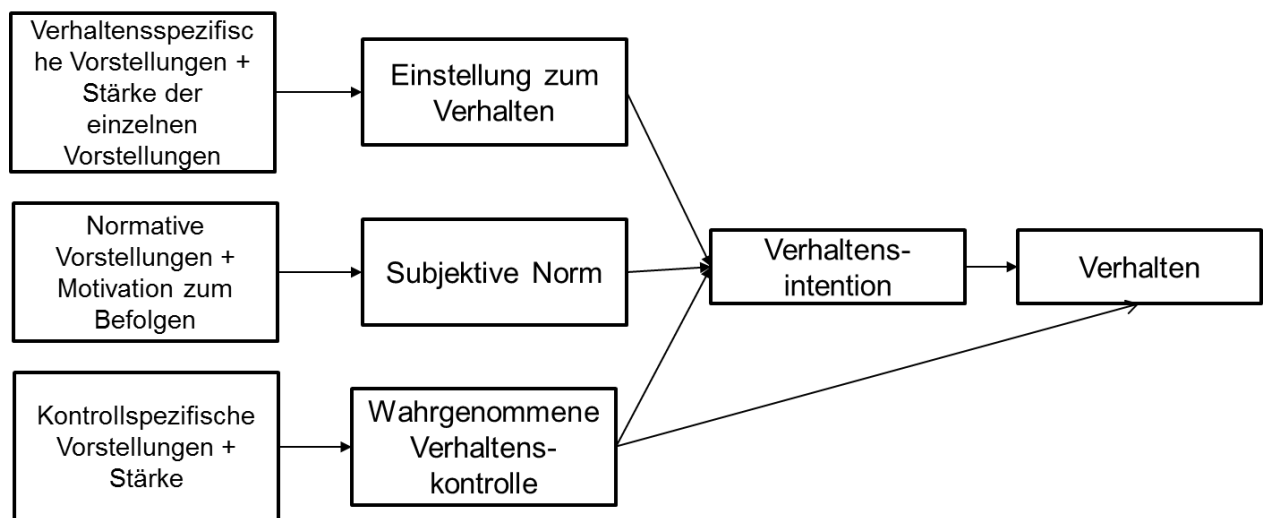 Verhaltensspezifisc
he Vorstellungen +
Stärke der
einzelnen
Vorstellungen
Einstellung zum
Verhalten
Normative
Vorstellungen +
Motivation zum
Befolgen
Subjektive Norm
Verhaltens-
intention
Verhalten
Kontrollspezifische
Vorstellungen +
Stärke
Wahrgenommene
Verhaltens-
kontrolle